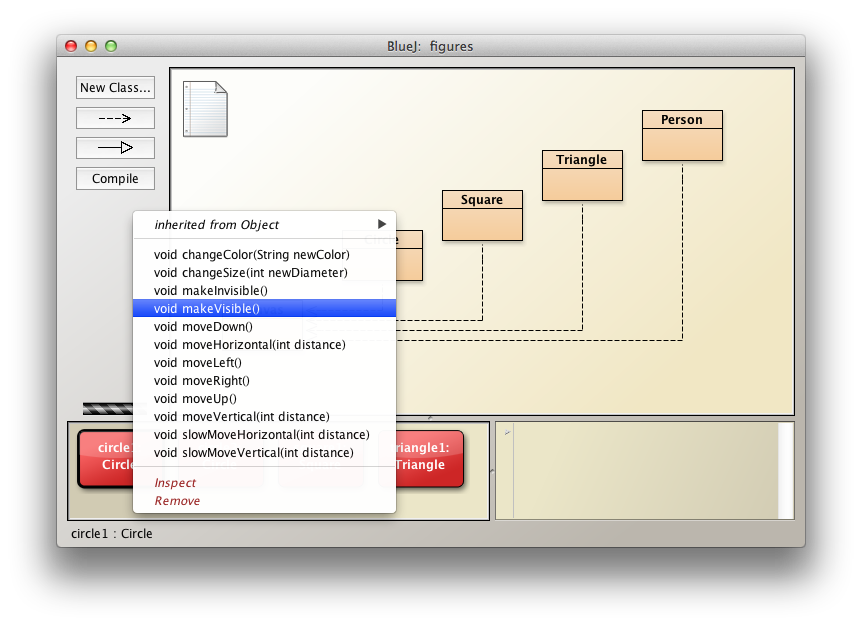 BlueJ: figures
New Class...
Compile
Person
Triangle
Square
inherited from Object
void changeColor(String newColor)
void changeSize(int newDiameter)
void makeInvisible()
void makeVisible()
void moveDown()
void moveHorizontal(int distance)
void moveLeft()
void moveRight()
void moveUp()
void moveVertical(int distance)
void slowMoveHorizontal(int distance)
void slowMoveVertical(int distance)
Inspect
Remove
circle
Circle
riangle1:
Triangle
circle1 : Circle